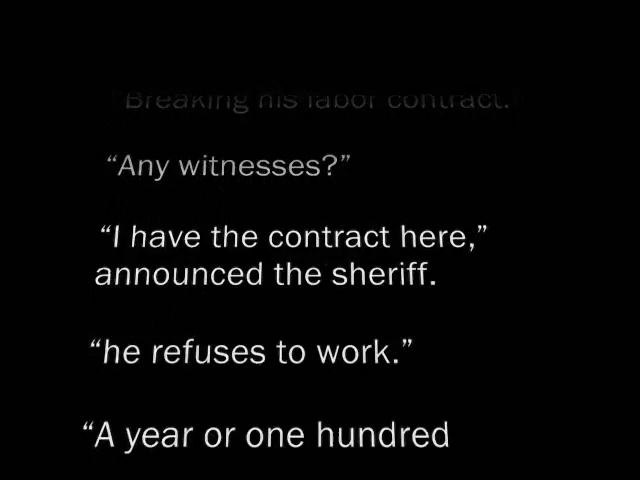 “Breaking his labor contract.”
“Any witnesses?”
“I have the contract here,”
announced the sheriff.
“he refuses to work.”
“A year or one hundred